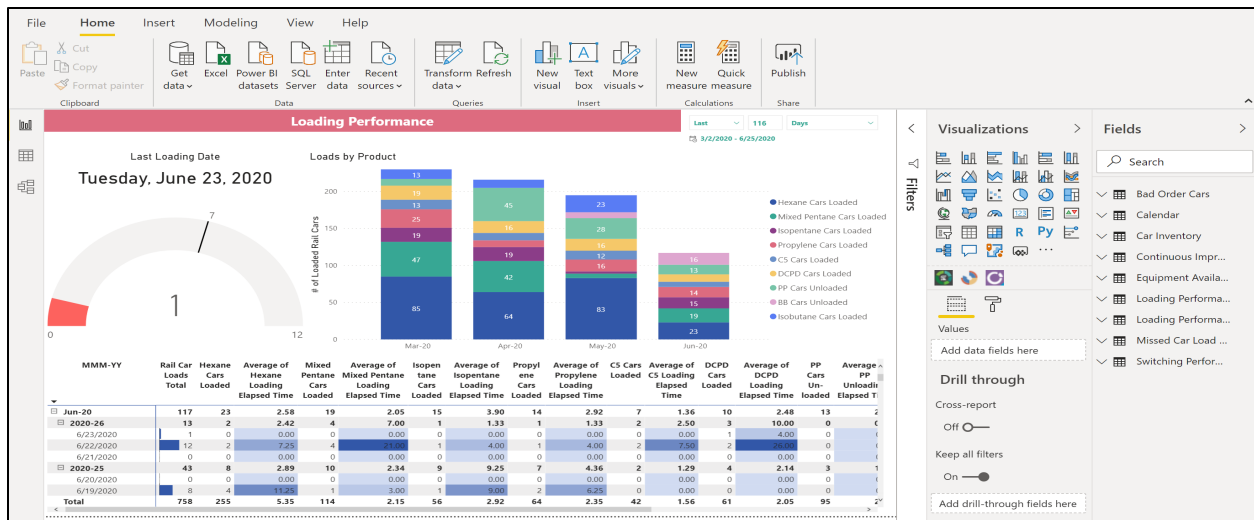 File Home Insert Modeling View Help
Paste
Cut
Copy
Format painter
Get data
Excel
Power BI datasets
SQL Server
Enter data
Recent sources
Transform data
Refresh
New visual
Text box
More visuals
New measure
Quick measure
Publish
Clipboard Data Queries Insert Calculations Share
Loading Performance
Last 116 Days
3/2/2020 - 6/25/2020
Last Loading Date
Tuesday, June 23, 2020
7
1
0 12
Loads by Product
# of Loaded Rail Cars
200
150
100
50
0
13
19
13
25
19
47
85
45
16
19
42
64
23
28
16
12
16
83
16
13
14
15
19
23
Mar-20 Apr-20 May-20 Jun-20
Hexane Cars Loaded
Mixed Pentane Cars Loaded
Isopentane Cars Loaded
Propylene Cars Loaded
C5 Cars Loaded
DCPD Cars Loaded
PP Cars Unloaded
BB Cars Unloaded
Isobutane Cars Loaded
MMM-YY
Rail Car Loads Total
Hexane Cars Loaded
Average of Hexane Loading Elapsed Time
Mixed Pentane Cars Loaded
Average of Mixed Pentane Loading Elapsed Time
Isopen tane Cars Loaded
Average of Isopentane Loading Elapsed Time
Propyl ene Cars Loaded
Average of Propylene Loading Elapsed Time
C5 Cars Loaded
Average of C5 Loading Elapsed Time
DCPD Cars Loaded
Average of DCPD Loading Elapsed Time
PP Cars Un- loaded
Average PP Unloadin Elapsed T
Jun-20 117 23 2.58 19 2.05 15 3.90 14 2.92 7 1.36 10 2.48 13
2020-26 13 2 2.42 4 7.00 1 1.33 1 1.33 2 2.50 3 10.00 0
6/23/2020 1 0 0.00 0 0.00 0 0.00 0 0.00 0 0.00 1 4.00 0
6/22/2020 12 2 7.25 4 21.00 1 4.00 1 4.00 2 7.50 2 26.00 0
6/21/2020 0 0 0.00 0 0.00 0 0.00 0 0.00 0 0.00 0 0.00 0
2020-25 43 8 2.89 10 2.34 9 9.25 7 4.36 2 1.29 4 2.14 3
6/20/2020 0 0 0.00 0 0.00 0 0.00 0 0.00 0 0.00 0 0.00 0
6/19/2020 8 4 11.25 1 3.00 1 9.00 2 6.25 0 0.00 0 0.00 0
Total 758 255 5.35 114 2.15 56 2.92 64 2.35 42 1.56 61 2.05 95
Filters
Visualizations
123
R Py
Values
Add data fields here
Drill through
Cross-report
Off
Keep all filters
On
Add drill-through fields here
Fields
Search
Bad Order Cars
Calendar
Car Inventory
Continuous Impr...
Equipment Availa...
Loading Performa...
Loading Performa...
Missed Car Load ...
Switching Perfor...